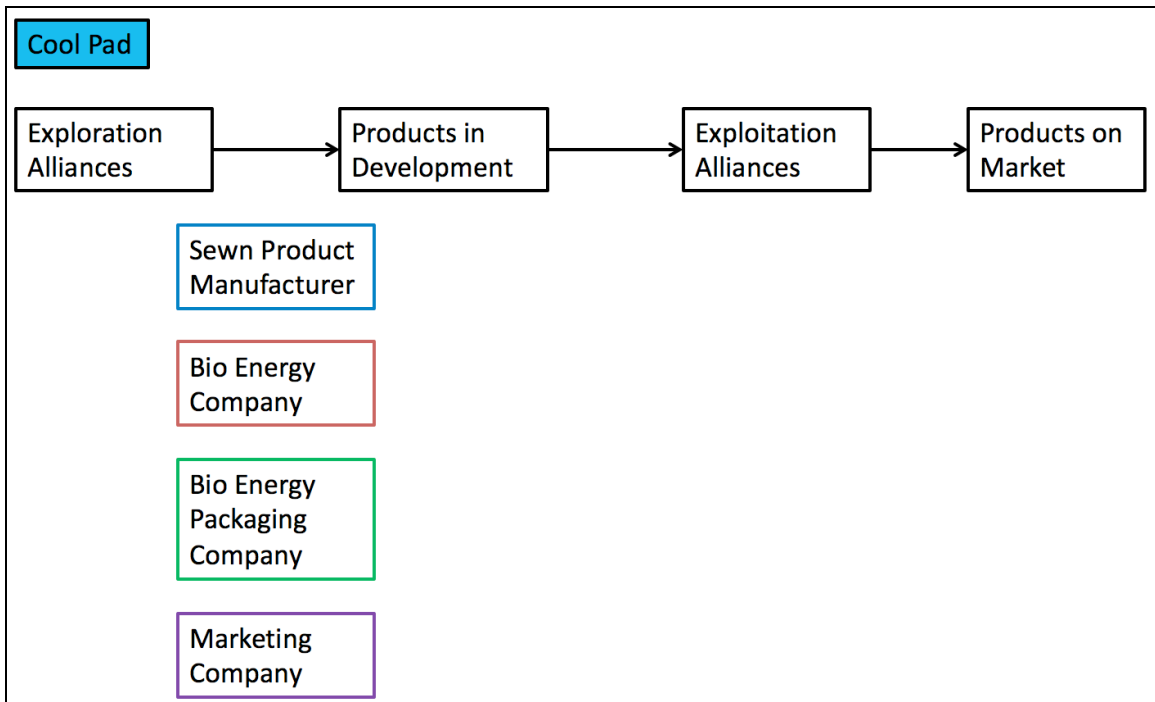 Cool Pad
Exploration
Alliances
Products in
Development
Exploitation
Alliances
Products on
Market
Sewn Product
Manufacturer
Bio Energy
Company
Bio Energy
Packaging
Company
Marketing
Company